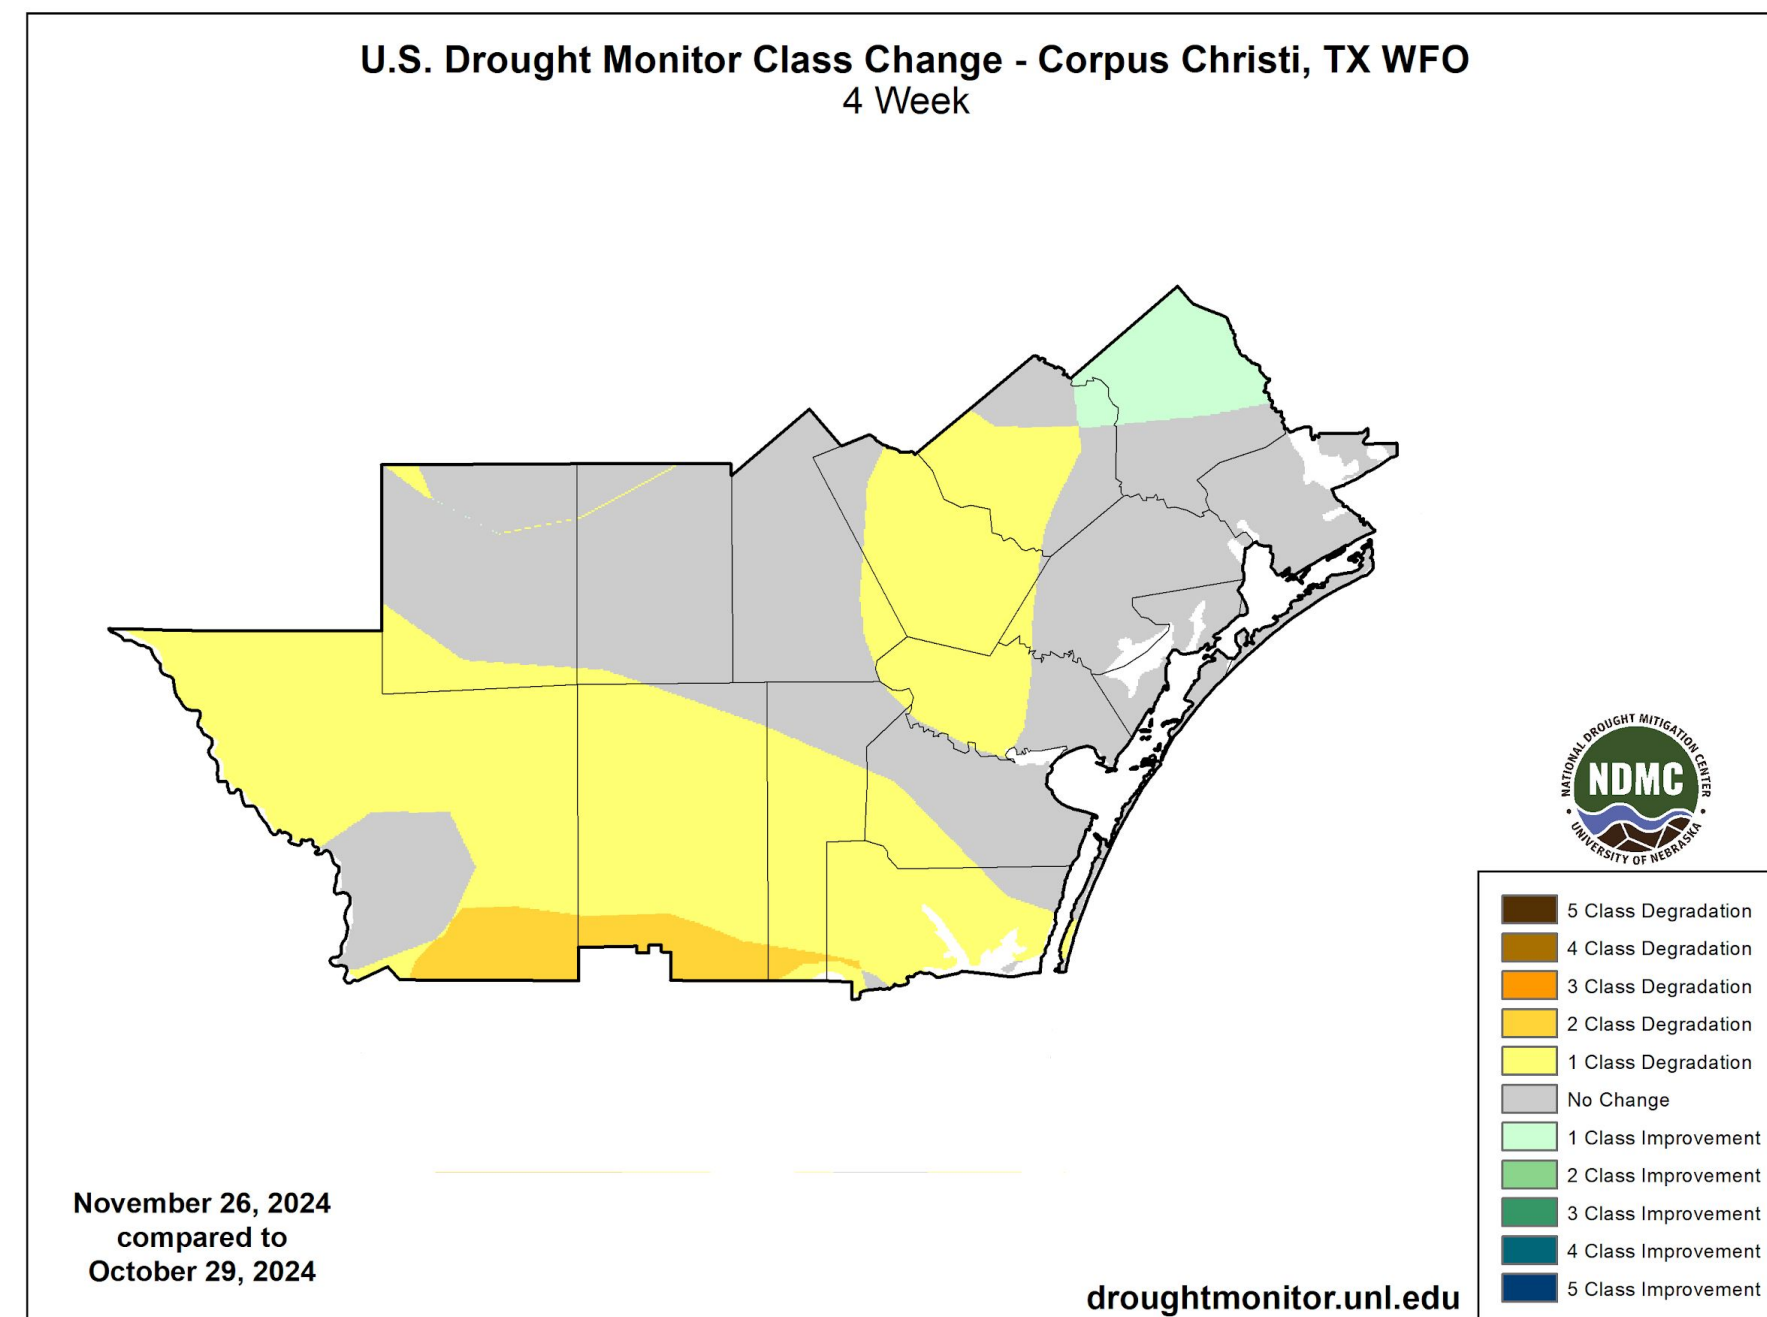 U.S. Drought Monitor Class Change - Corpus Christi, TX WFO
4 Week
NATIONAL DROUGHT MITIGATION CENTER
NDMC
UNIVERSITY OF NEBRASKA
5 Class Degradation
4 Class Degradation
3 Class Degradation
2 Class Degradation
1 Class Degradation
No Change
1 Class Improvement
2 Class Improvement
3 Class Improvement
4 Class Improvement
5 Class Improvement
November 26, 2024
compared to
October 29, 2024
droughtmonitor.unl.edu